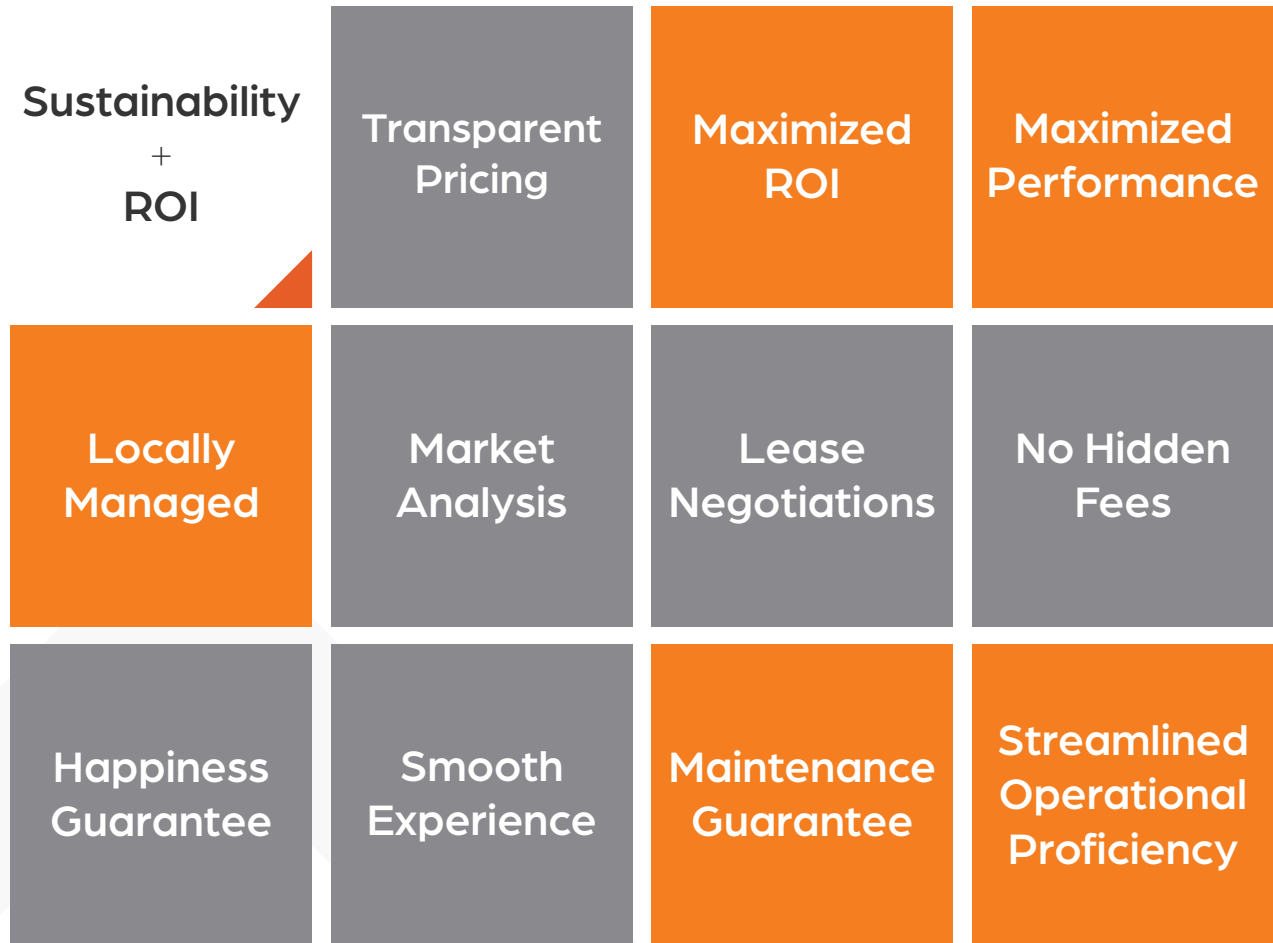 Sustainability
+
ROI
Transparent
Pricing
Maximized
ROI
Maximized
Performance
Locally
Managed
Market
Analysis
Lease
Negotiations
No Hidden
Fees
Happiness
Guarantee
Smooth
Experience
Maintenance
Guarantee
Streamlined
Operational
Proficiency